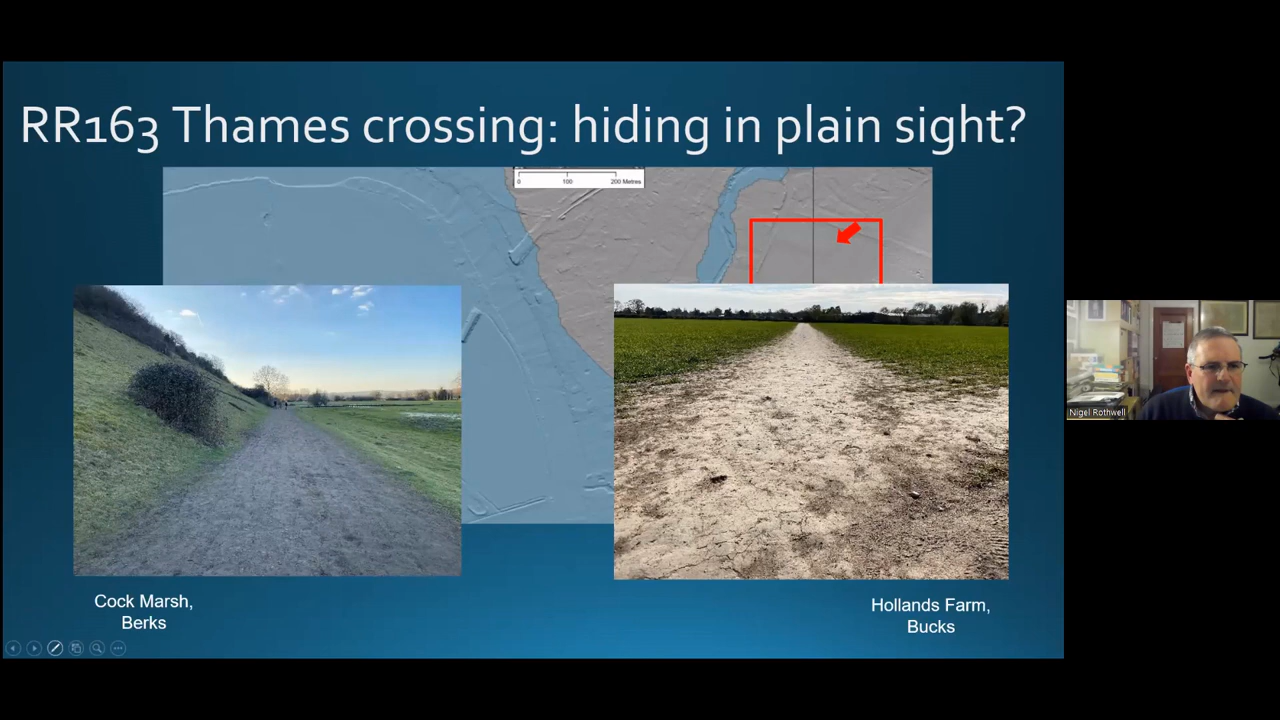 RR163 Thames crossing: hiding in plain sight?
0 100 200 Metres
Nigel Rothwell
Cock Marsh,
Berks
Hollands Farm,
Bucks